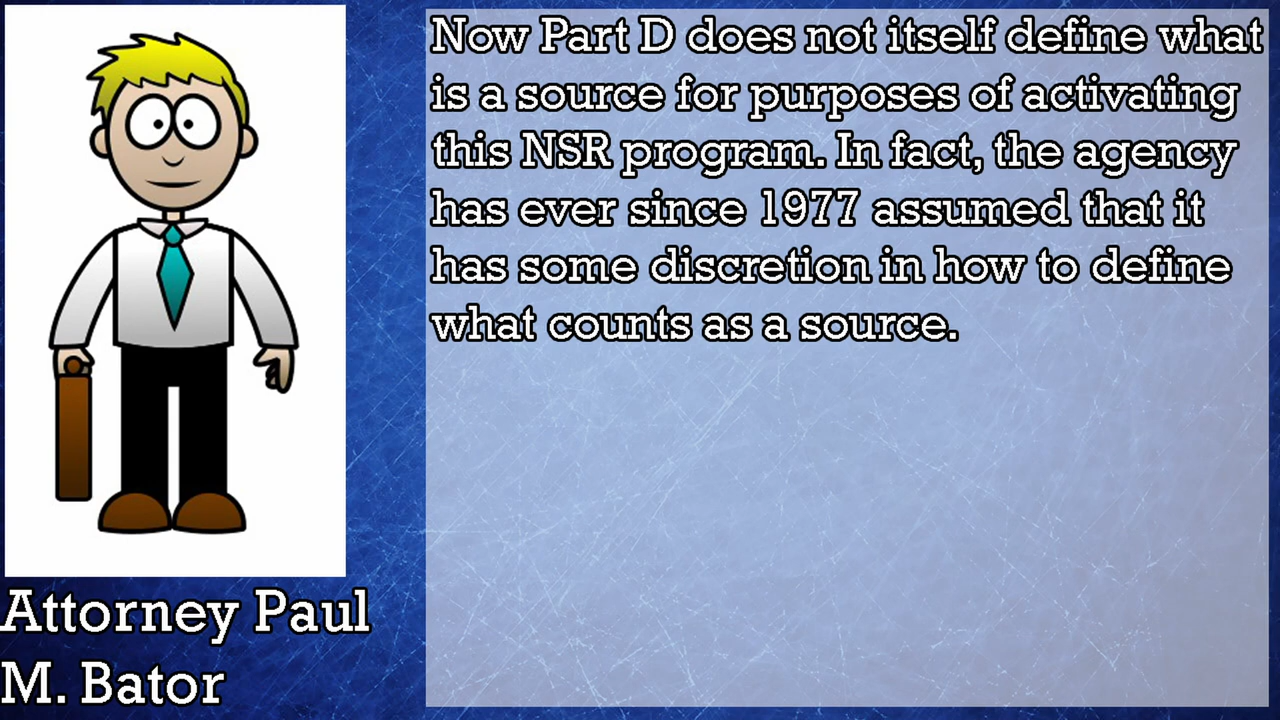 Now Part D does not itself define what
is a source for purposes of activating
this NSR program. In fact, the agency
has ever since 1977 assumed that it
has some discretion in how to define
what counts as a source.
Attorney Paul
M. Bator